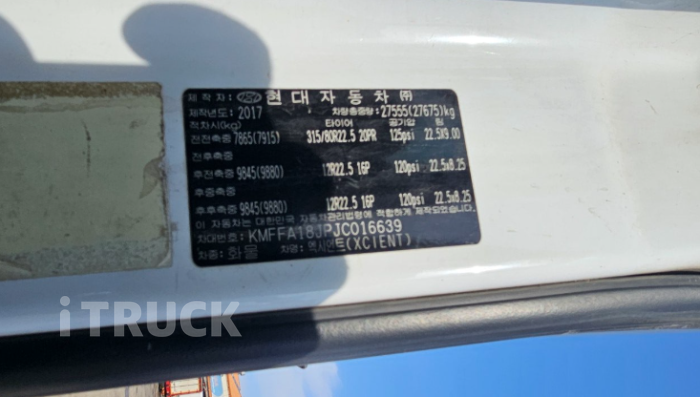 제작자: 현대자동차 ㈜
제작년도: 2017 차량총중량: 27555(27675)kg
적차시(kg) 타이어 공기압 림
전전축중 7865(7915) 315/80R22.5 20PR 125psi 22.5X9.00
전후축중
후전축중 9845(9880) 12R22.5 16P 120psi 22.5x8.25
후중축중
후후축중 9845(9880) 12R22.5 16P 120psi 22.5x8.25
이 자동차는 대한민국 자동차관리법령에 적합하게 제작되었음.
차대번호: KMFFA18JPJC016639
차종: 화물 차명: 엑시언트(XCIENT)
iTRUCK